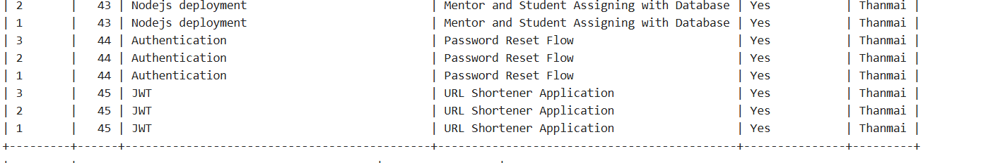 | 2       |   43 | Nodejs deployment                          | Mentor and Student Assigning with Database | Yes           | Thanmai |
| 1       |   43 | Nodejs deployment                          | Mentor and Student Assigning with Database | Yes           | Thanmai |
| 3       |   44 | Authentication                             | Password Reset Flow                        | Yes           | Thanmai |
| 2       |   44 | Authentication                             | Password Reset Flow                        | Yes           | Thanmai |
| 1       |   44 | Authentication                             | Password Reset Flow                        | Yes           | Thanmai |
| 3       |   45 | JWT                                        | URL Shortener Application                  | Yes           | Thanmai |
| 2       |   45 | JWT                                        | URL Shortener Application                  | Yes           | Thanmai |
| 1       |   45 | JWT                                        | URL Shortener Application                  | Yes           | Thanmai |
+---------+------+--------------------------------------------+--------------------------------------------+---------------+---------+